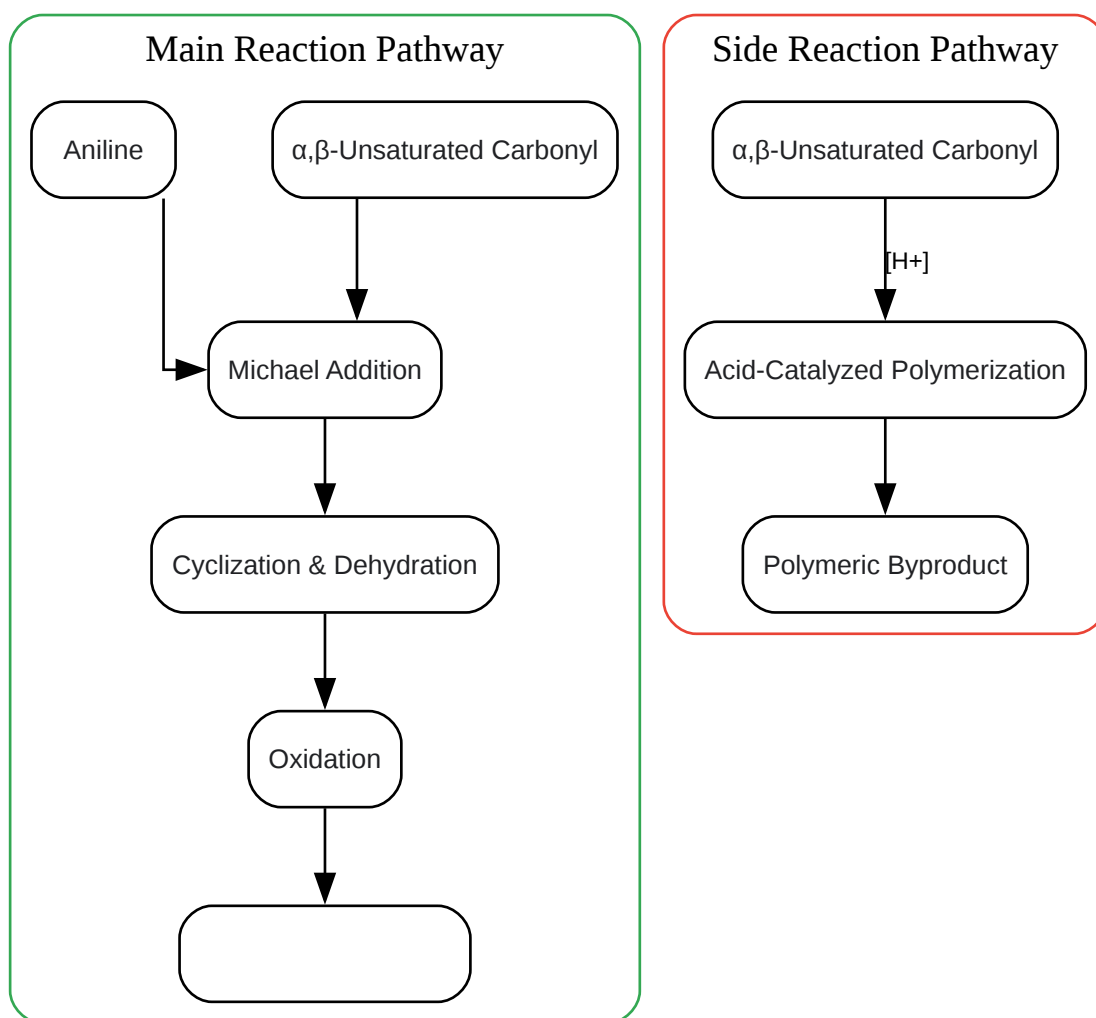 Main Reaction Pathway
Aniline
α,β-Unsaturated Carbonyl
Michael Addition
Cyclization & Dehydration
Oxidation
Side Reaction Pathway
α,β-Unsaturated Carbonyl
[H+]
Acid-Catalyzed Polymerization
Polymeric Byproduct